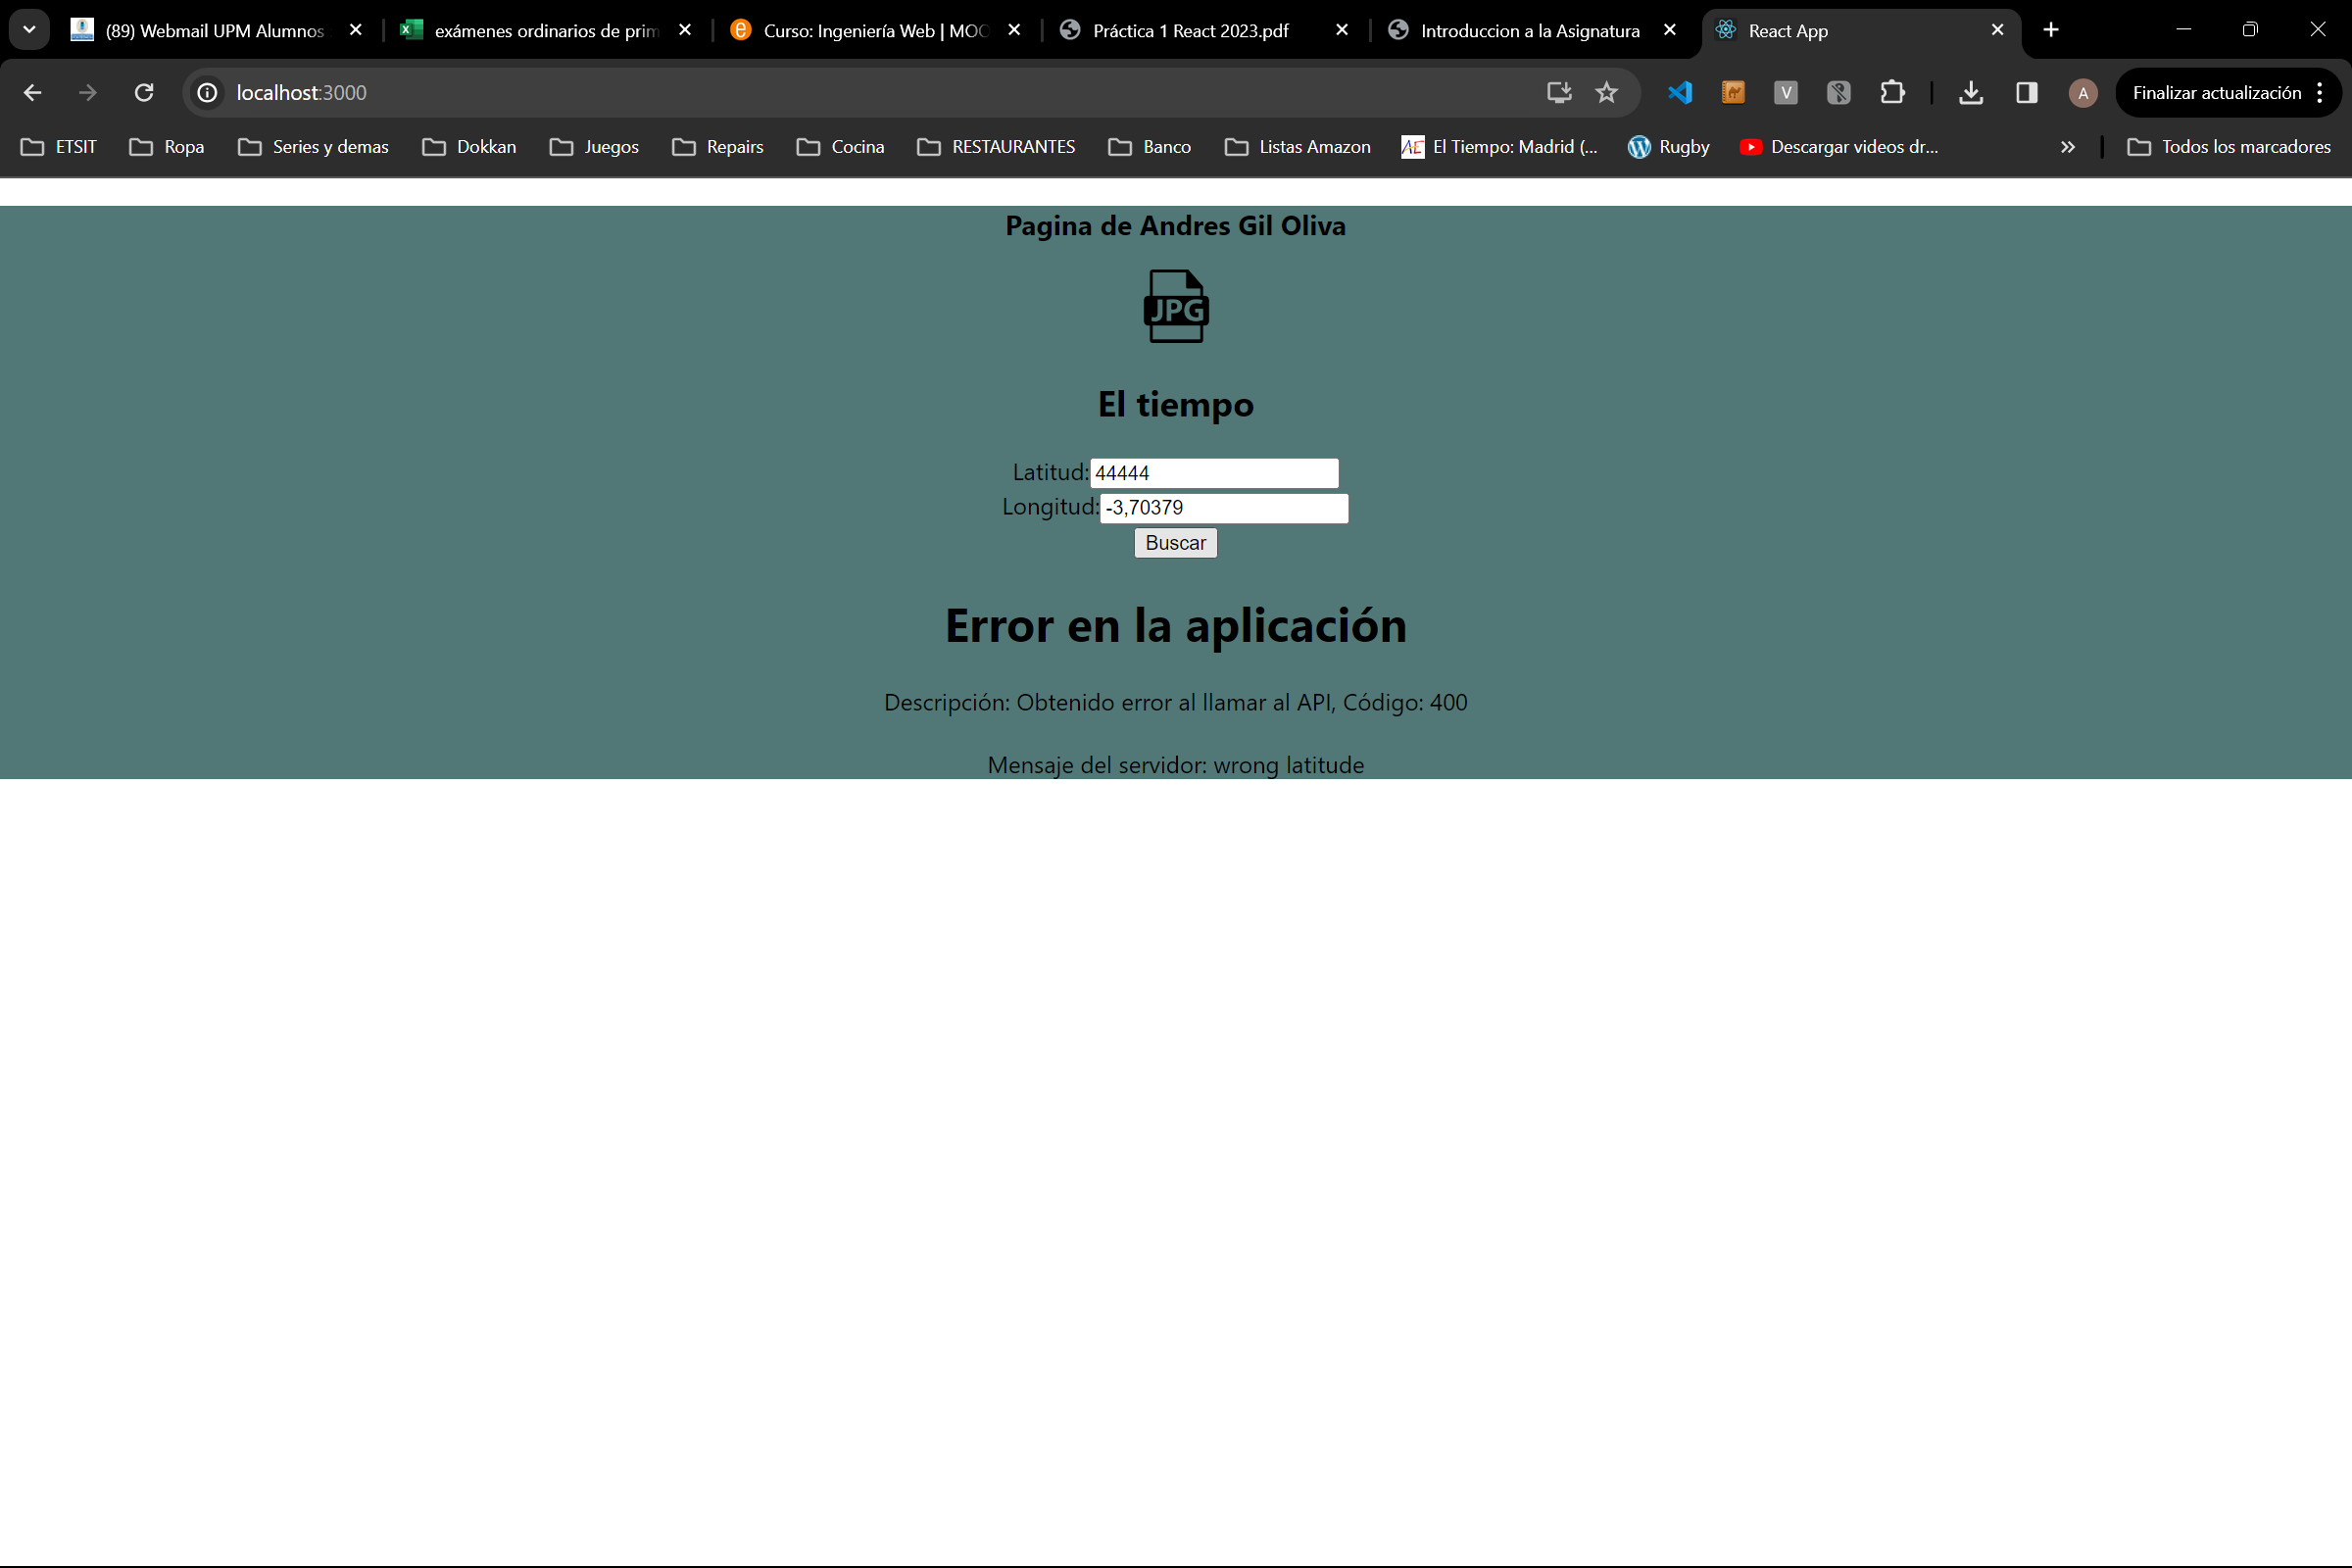 (89) Webmail UPM Alumnos
exámenes ordinarios de prim
Curso: Ingeniería Web | MOO
Práctica 1 React 2023.pdf
Introduccion a la Asignatura
React App
localhost:3000
V
A
Finalizar actualización
ETSIT
Ropa
Series y demas
Dokkan
Juegos
Repairs
Cocina
RESTAURANTES
Banco
Listas Amazon
AE El Tiempo: Madrid (...
Rugby
Descargar videos dr...
Todos los marcadores
Pagina de Andres Gil Oliva
JPG
El tiempo
Latitud: 44444
Longitud: -3,70379
Buscar
Error en la aplicación
Descripción: Obtenido error al llamar al API, Código: 400
Mensaje del servidor: wrong latitude